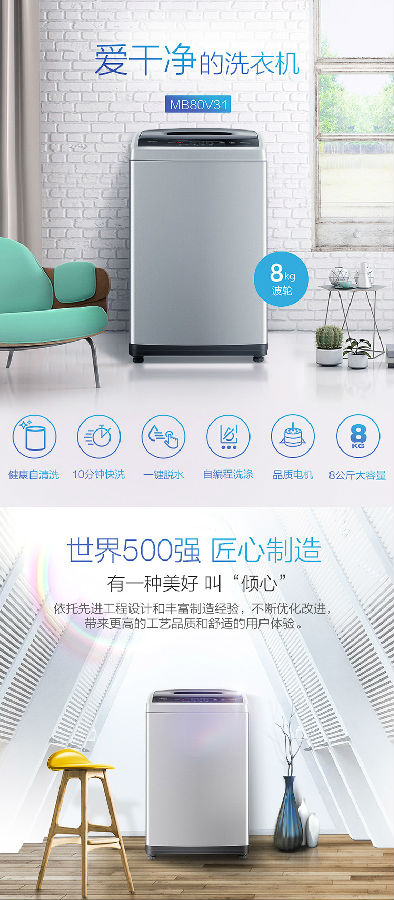 爱干净的洗衣机
MB80V31
8kg
波轮
健康自清洗 10分钟快洗 一键脱水 自编程洗涤 品质电机 8公斤大容量
8
KG
世界500强 匠心制造
有一种美好 叫“倾心”
依托先进工程设计和丰富制造经验，不断优化改进，
带来更高的工艺品质和舒适的用户体验。